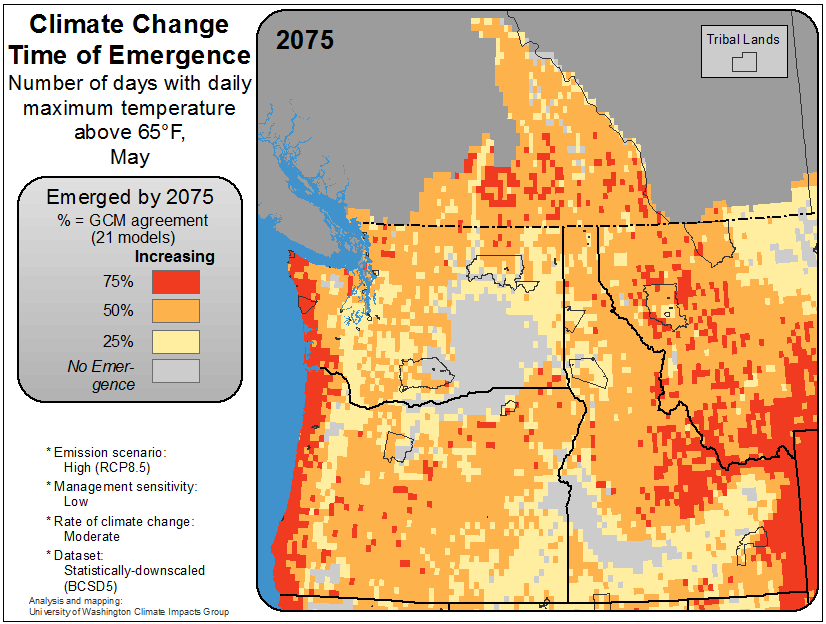 Climate Change
Time of Emergence
Number of days with daily
maximum temperature
above 65°F,
May
Emerged by 2075
% = GCM agreement
(21 models)
Increasing
75%
50%
25%
No Emer-
gence
* Emission scenario:
High (RCP8.5)
* Management sensitivity:
Low
* Rate of climate change:
Moderate
* Dataset:
Statistically-downscaled
(BCSD5)
Analysis and mapping:
University of Washington Climate Impacts Group
2075
Tribal Lands